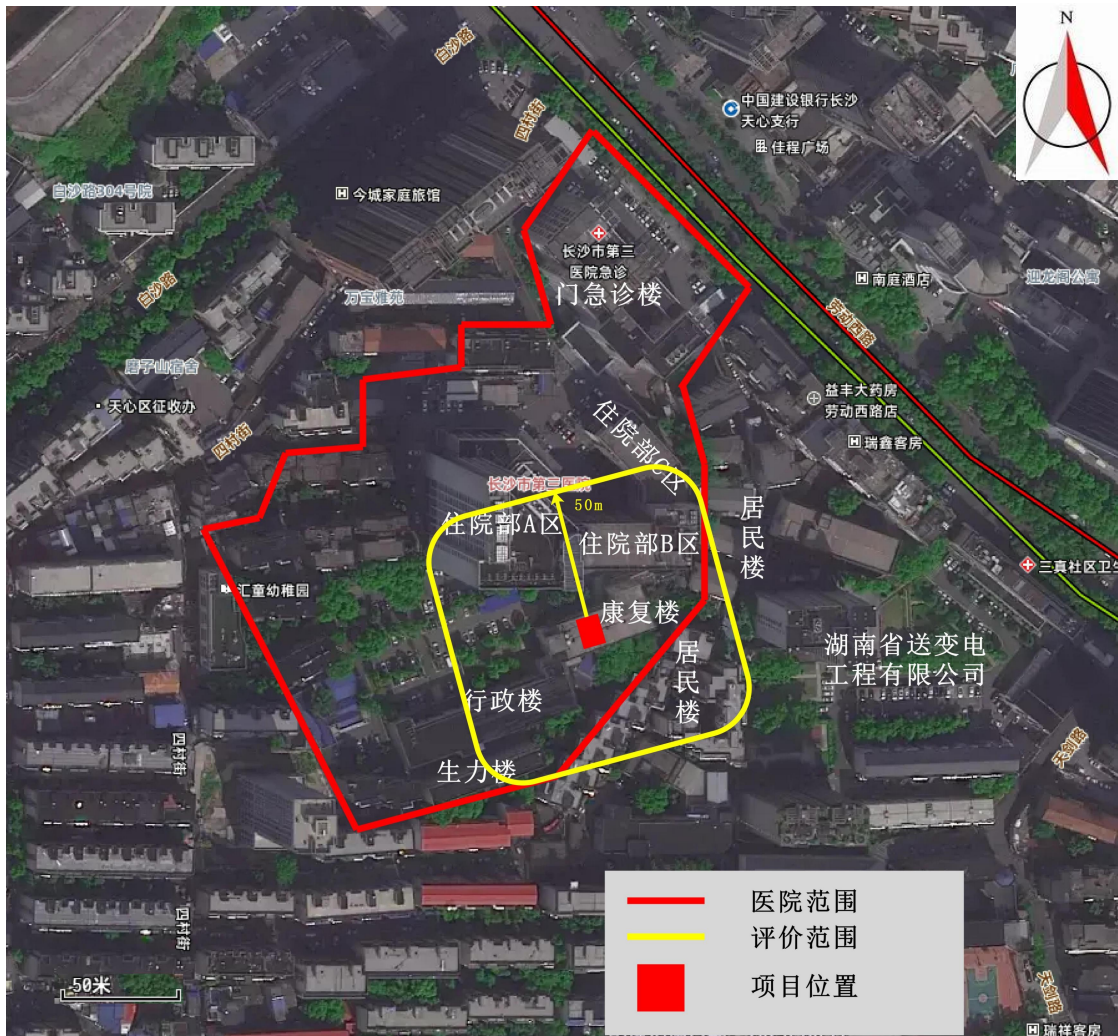 N
白沙路
四村街
中国建设银行长沙
天心支行
佳程广场
白沙路304号院
今城家庭旅馆
长沙市第三
医院急诊
门急诊楼
南庭酒店
迎龙阁公寓
白沙路
万宝雅苑
劳动西路
磨子山宿舍
天心区征收办
益丰大药房
劳动西路店
四村街
瑞鑫客房
住院部C区
长沙市第三医院
50m
住院部A区
住院部B区
居民楼
三真社区卫生
汇童幼稚园
康复楼
湖南省送变电
工程有限公司
居民楼
行政楼
四村街
生力楼
天剑路
医院范围
评价范围
项目位置
四村街
50米
天剑路
瑞祥客房